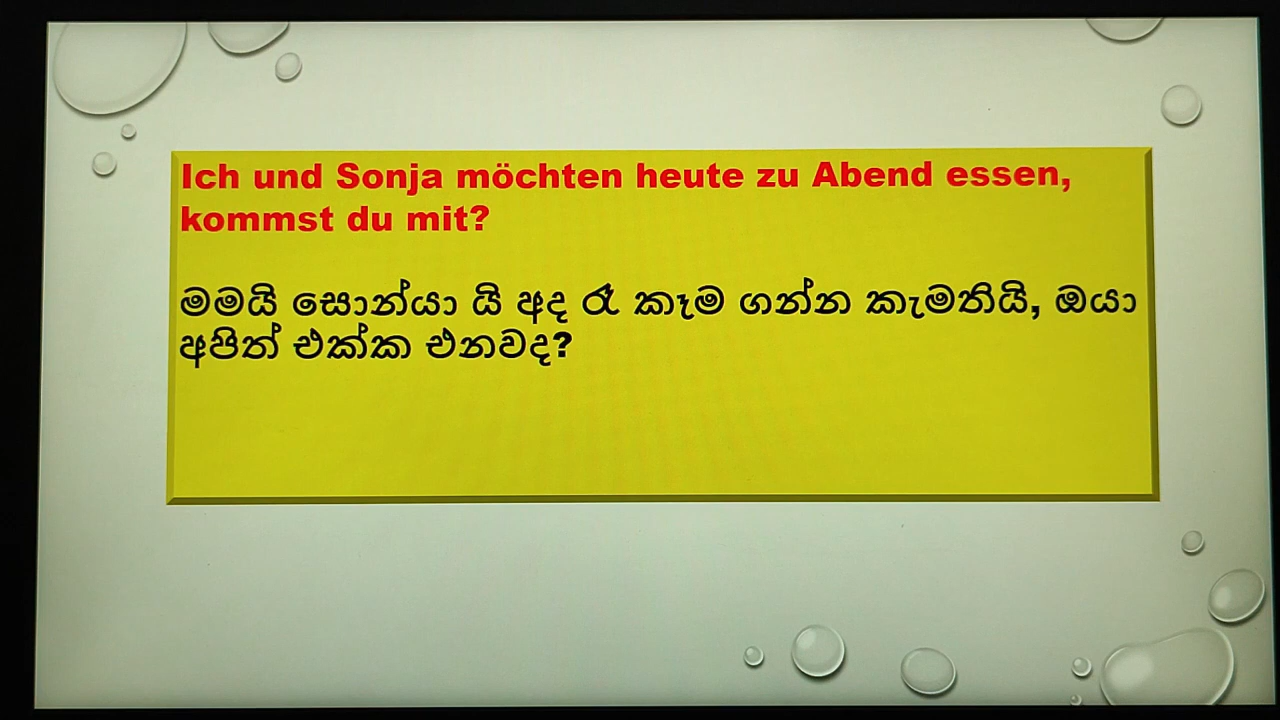 Ich und Sonja möchten heute zu Abend essen,
kommst du mit?
මමයි සොන්යා යි අද රෑ කෑම ගන්න කැමතියි, ඔයා
අපිත් එක්ක එනවද?